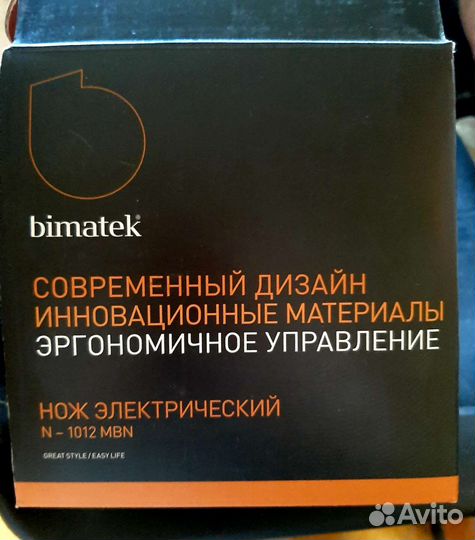 bimatek®
СОВРЕМЕННЫЙ ДИЗАЙН
ИННОВАЦИОННЫЕ МАТЕРИАЛЫ
ЭРГОНОМИЧНОЕ УПРАВЛЕНИЕ
НОЖ ЭЛЕКТРИЧЕСКИЙ
N – 1012 MBN
GREAT STYLE / EASY LIFE
Avito